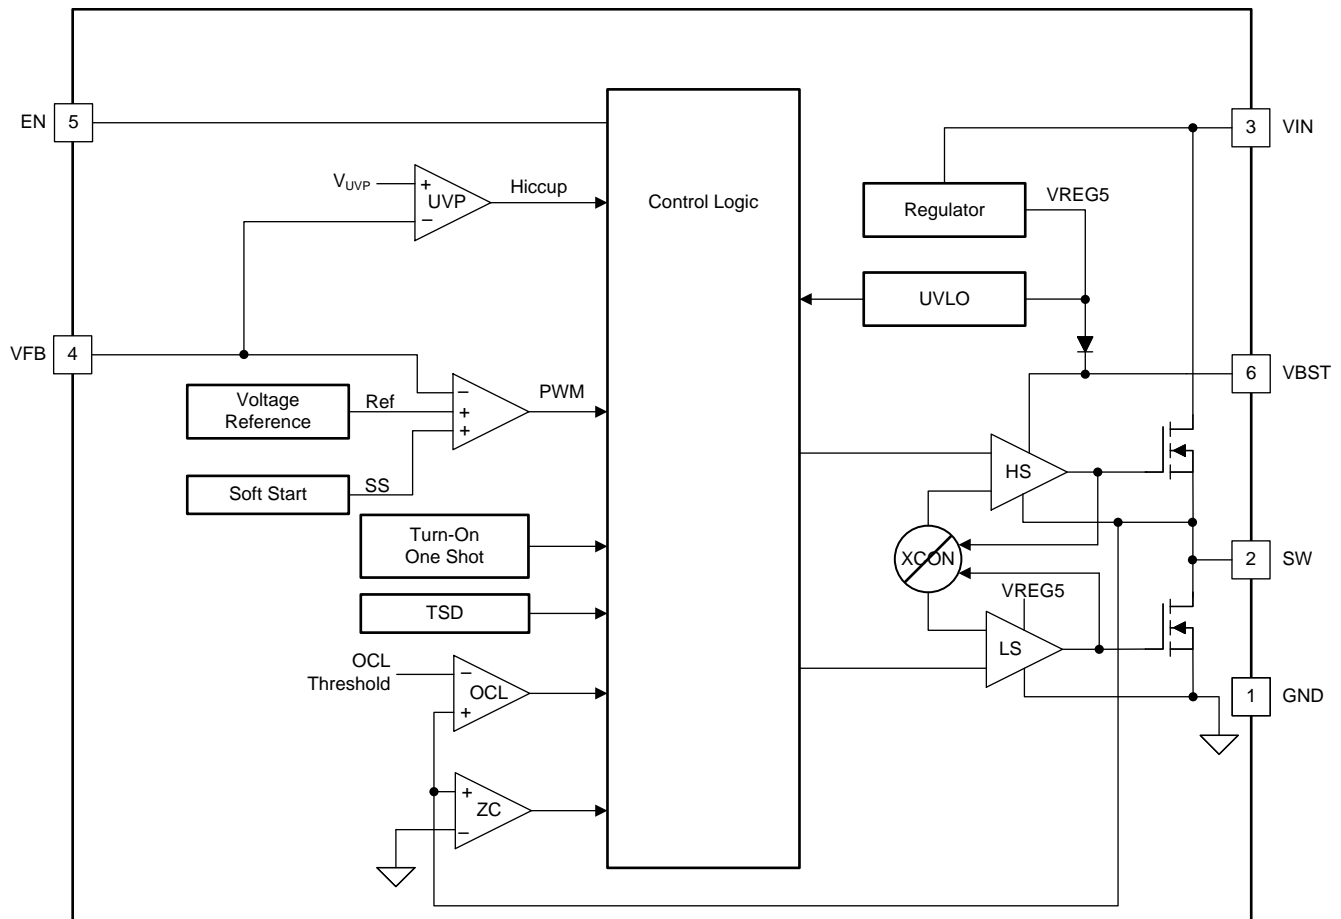 EN 5
3 VIN
VUVP
+
UVP
−
Hiccup
Control Logic
Regulator
VREG5
UVLO
VFB 4
6 VBST
Voltage
Reference
Ref
−
+
+
PWM
Soft Start
SS
HS
Turn-On
One Shot
XCON
2 SW
TSD
VREG5
LS
OCL
Threshold
−
OCL
+
1 GND
+
ZC
−